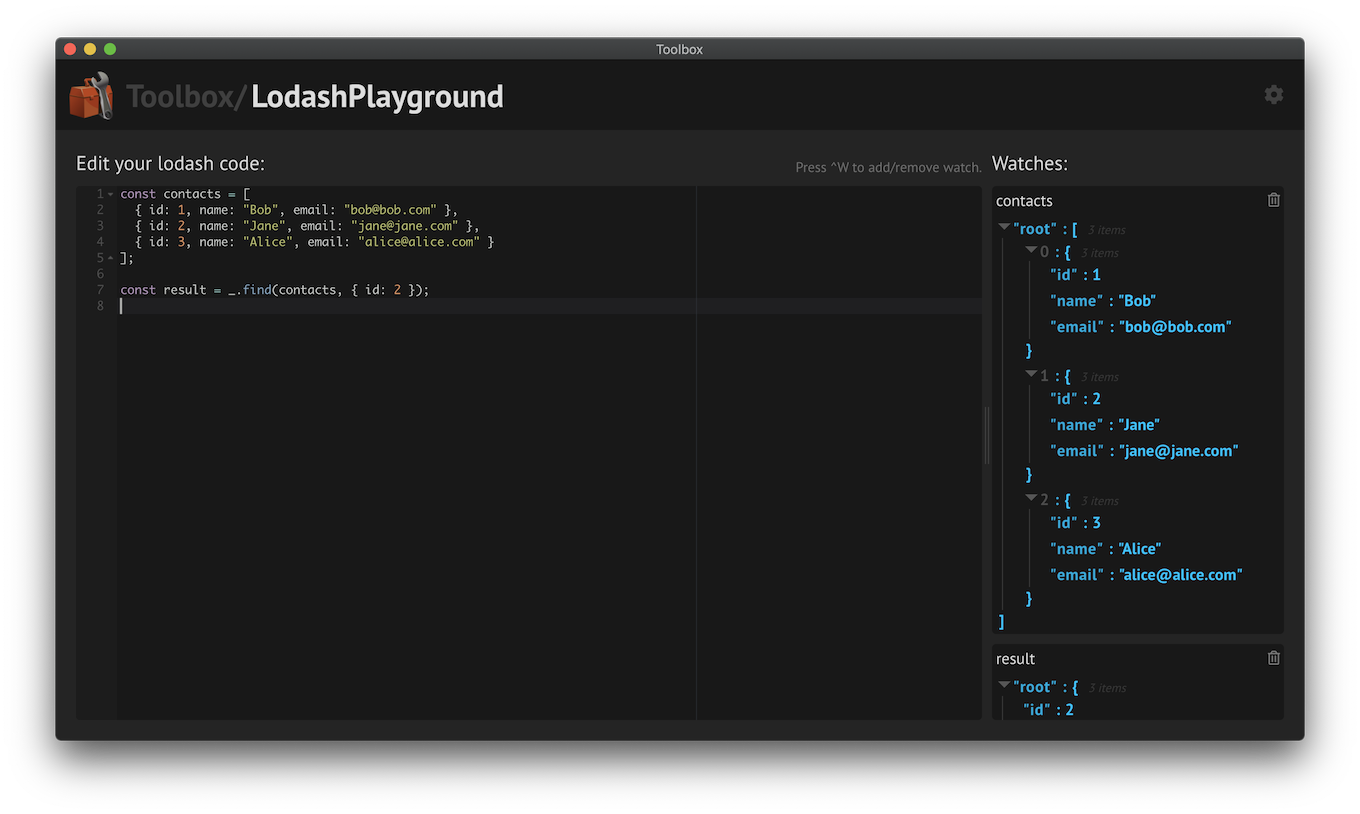 Toolbox
Toolbox/ LodashPlayground
Edit your lodash code:
Press ^W to add/remove watch.
1 const contacts = [
2 { id: 1, name: "Bob", email: "bob@bob.com" },
3 { id: 2, name: "Jane", email: "jane@jane.com" },
4 { id: 3, name: "Alice", email: "alice@alice.com" }
5 ];
6
7 const result = _.find(contacts, { id: 2 });
8
Watches:
contacts
"root" : [ 3 items
0 : { 3 items
"id" : 1
"name" : "Bob"
"email" : "bob@bob.com"
}
1 : { 3 items
"id" : 2
"name" : "Jane"
"email" : "jane@jane.com"
}
2 : { 3 items
"id" : 3
"name" : "Alice"
"email" : "alice@alice.com"
}
]
result
"root" : { 3 items
"id" : 2